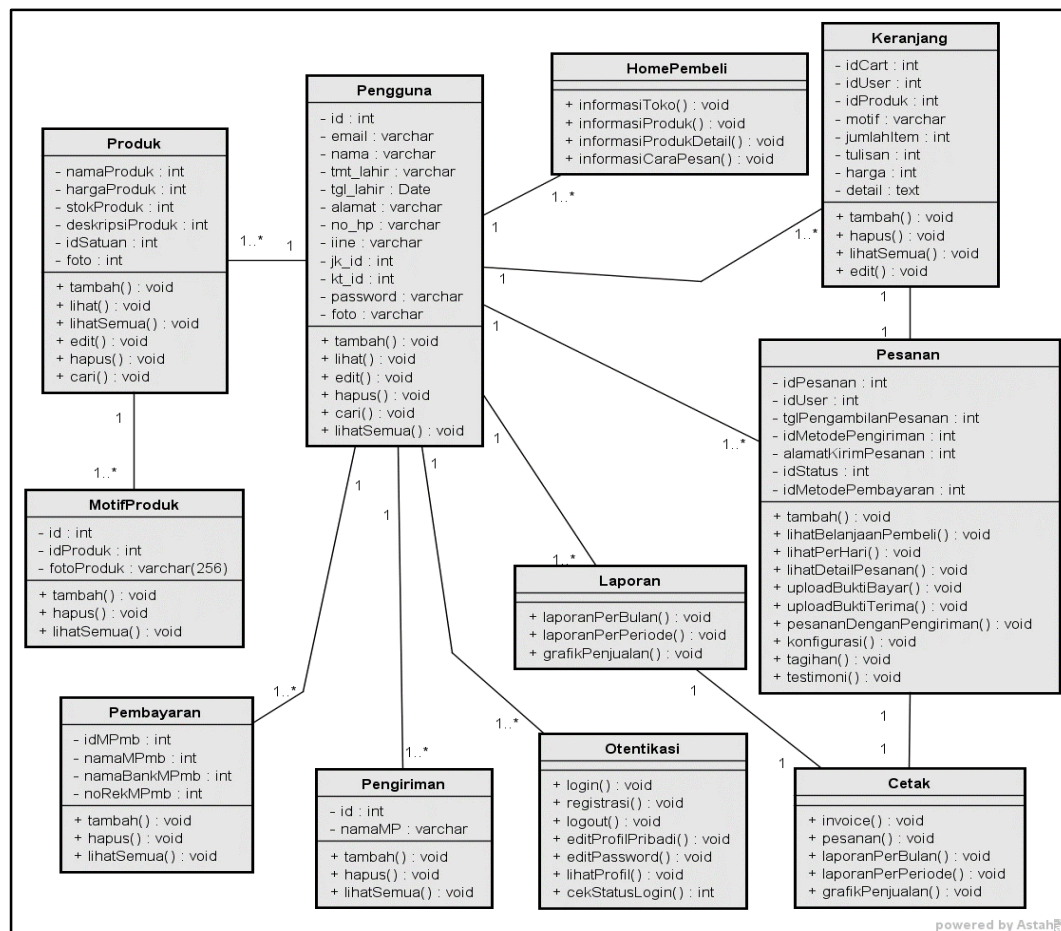 Keranjang
- idCart : int
- idUser : int
- idProduk : int
- motif : varchar
- jumlahItem : int
- tulisan : int
- harga : int
- detail : text
+ tambah() : void
+ hapus() : void
+ lihatSemua() : void
+ edit() : void
HomePembeli
+ informasiToko() : void
+ informasiProduk() : void
+ informasiProdukDetail() : void
+ informasiCaraPesan() : void
1..*
1
Pengguna
- id : int
- email : varchar
- nama : varchar
- tmt_lahir : varchar
- tgl_lahir : Date
- alamat : varchar
- no_hp : varchar
- iine : varchar
- jk_id : int
- kt_id : int
- password : varchar
- foto : varchar
+ tambah() : void
+ lihat() : void
+ edit() : void
+ hapus() : void
+ cari() : void
+ lihatSemua() : void
Produk
- namaProduk : int
- hargaProduk : int
- stokProduk : int
- deskripsiProduk : int
- idSatuan : int
- foto : int
+ tambah() : void
+ lihat() : void
+ lihatSemua() : void
+ edit() : void
+ hapus() : void
+ cari() : void
1..*
1
1
1..*
1
1..*
1
1
Pesanan
- idPesanan : int
- idUser : int
- tglPengambilanPesanan : int
- idMetodePengiriman : int
- alamatKirimPesanan : int
- idStatus : int
- idMetodePembayaran : int
+ tambah() : void
+ lihatBelanjaanPembeli() : void
+ lihatPerHari() : void
+ lihatDetailPesanan() : void
+ uploadBuktiBayar() : void
+ uploadBuktiTerima() : void
+ pesananDenganPengiriman() : void
+ konfigurasi() : void
+ tagihan() : void
+ testimoni() : void
1
1..*
MotifProduk
- id : int
- idProduk : int
- fotoProduk : varchar(256)
+ tambah() : void
+ hapus() : void
+ lihatSemua() : void
1
1
1
1
1..*
Laporan
+ laporanPerBulan() : void
+ laporanPerPeriode() : void
+ grafikPenjualan() : void
1..*
Pembayaran
- idMPmb : int
- namaMPmb : int
- namaBankMPmb : int
- noRekMPmb : int
+ tambah() : void
+ hapus() : void
+ lihatSemua() : void
1..*
Pengiriman
- id : int
- namaMP : varchar
+ tambah() : void
+ hapus() : void
+ lihatSemua() : void
1..*
Otentikasi
+ login() : void
+ registrasi() : void
+ logout() : void
+ editProfilPribadi() : void
+ editPassword() : void
+ lihatProfil() : void
+ cekStatusLogin() : int
1
1
1
1
Cetak
+ invoice() : void
+ pesanan() : void
+ laporanPerBulan() : void
+ laporanPerPeriode() : void
+ grafikPenjualan() : void
powered by Astah